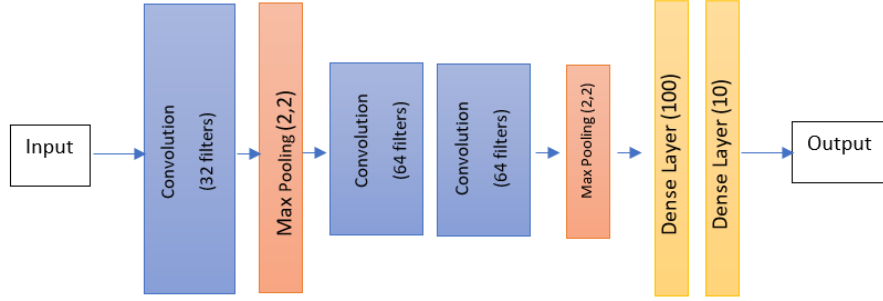 Input
Convolution
(32 filters)
Max Pooling (2,2)
Convolution
(64 filters)
Convolution
(64 filters)
Max Pooling (2,2)
Dense Layer (100)
Dense Layer (10)
Output